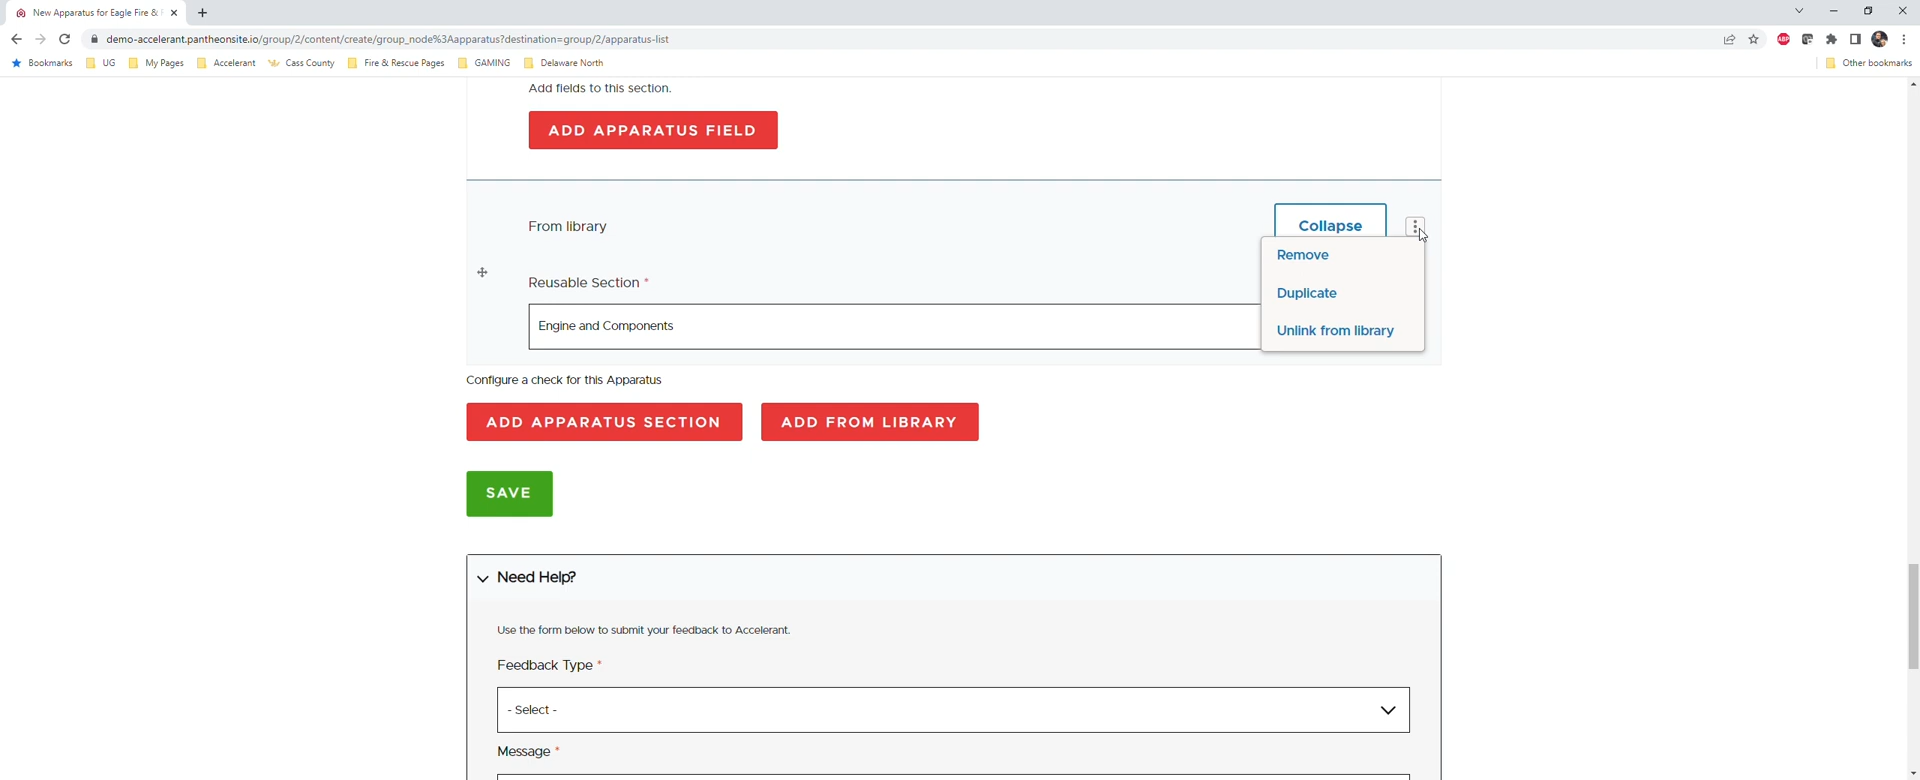 New Apparatus for Eagle Fire &
demo-accelerant.pantheonsite.io/group/2/content/create/group_node%3Aapparatus?destination=group/2/apparatus-list
ABP
Bookmarks UG My Pages Accelerant Cass County Fire & Rescue Pages GAMING Delaware North Other bookmarks
Add fields to this section.
ADD APPARATUS FIELD
From library
Collapse
Remove
Reusable Section *
Duplicate
Engine and Components
Unlink from library
Configure a check for this Apparatus
ADD APPARATUS SECTION ADD FROM LIBRARY
SAVE
Need Help?
Use the form below to submit your feedback to Accelerant.
Feedback Type *
- Select -
Message *